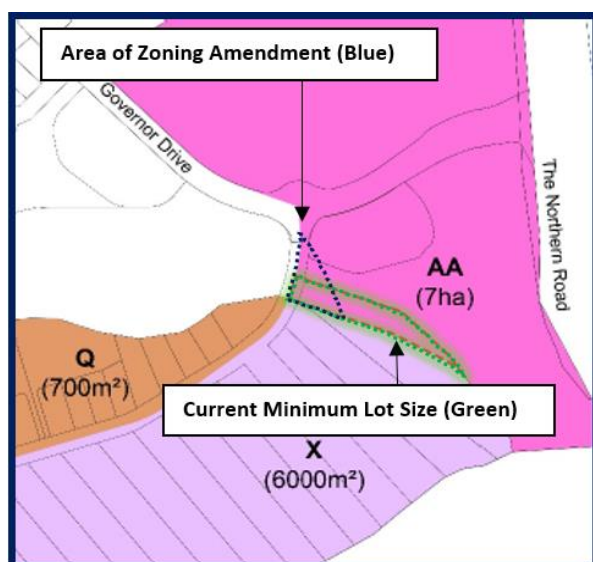 Area of Zoning Amendment (Blue)
Governor Drive
The Northern Road
AA
(7ha)
Q
(700m²)
Current Minimum Lot Size (Green)
X
(6000m²)